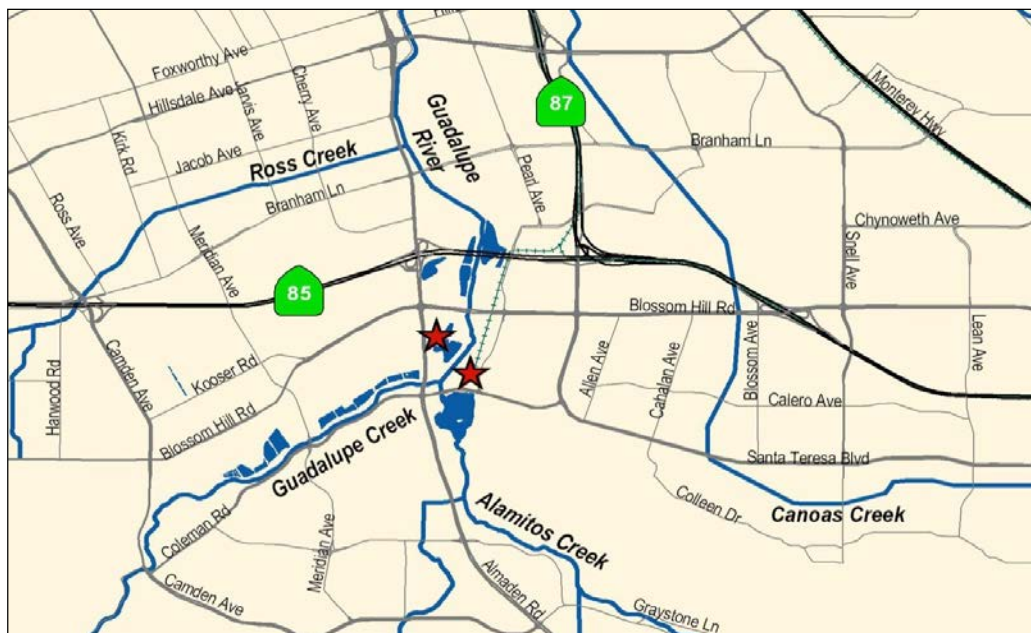 Foxworthy Ave
Hillsdale Ave
Jarvis Ave
Cherry Ave
Kirk Rd
Jacob Ave
Ross Creek
Guadalupe
River
87
Monterey Hwy
Branham Ln
Pearl Ave
Branham Ln
Ross Ave
Meridian Ave
Chynoweth Ave
Snell Ave
85
Blossom Hill Rd
Lean Ave
Harwood Rd
Camden Ave
Kooser Rd
Allen Ave
Cahalan Ave
Blossom Ave
Calero Ave
Blossom Hill Rd
Guadalupe Creek
Santa Teresa Blvd
Colleen Dr
Canoas Creek
Coleman Rd
Meridian Ave
Alamitos Creek
Camden Ave
Almaden Rd
Graystone Ln